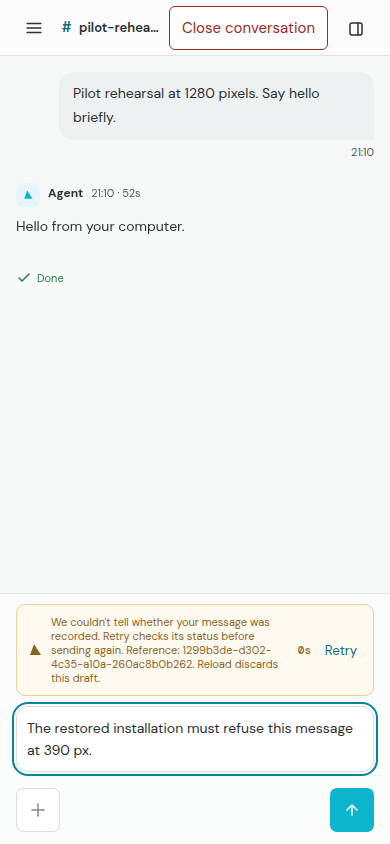 # pilot-rehea... Close conversation
Pilot rehearsal at 1280 pixels. Say hello
briefly.
21:10
Agent 21:10 · 52s
Hello from your computer.
Done
We couldn't tell whether your message was
recorded. Retry checks its status before
sending again. Reference: 1299b3de-d302-
4c35-a10a-260ac8b0b262. Reload discards
this draft.
0s Retry
The restored installation must refuse this message
at 390 px.